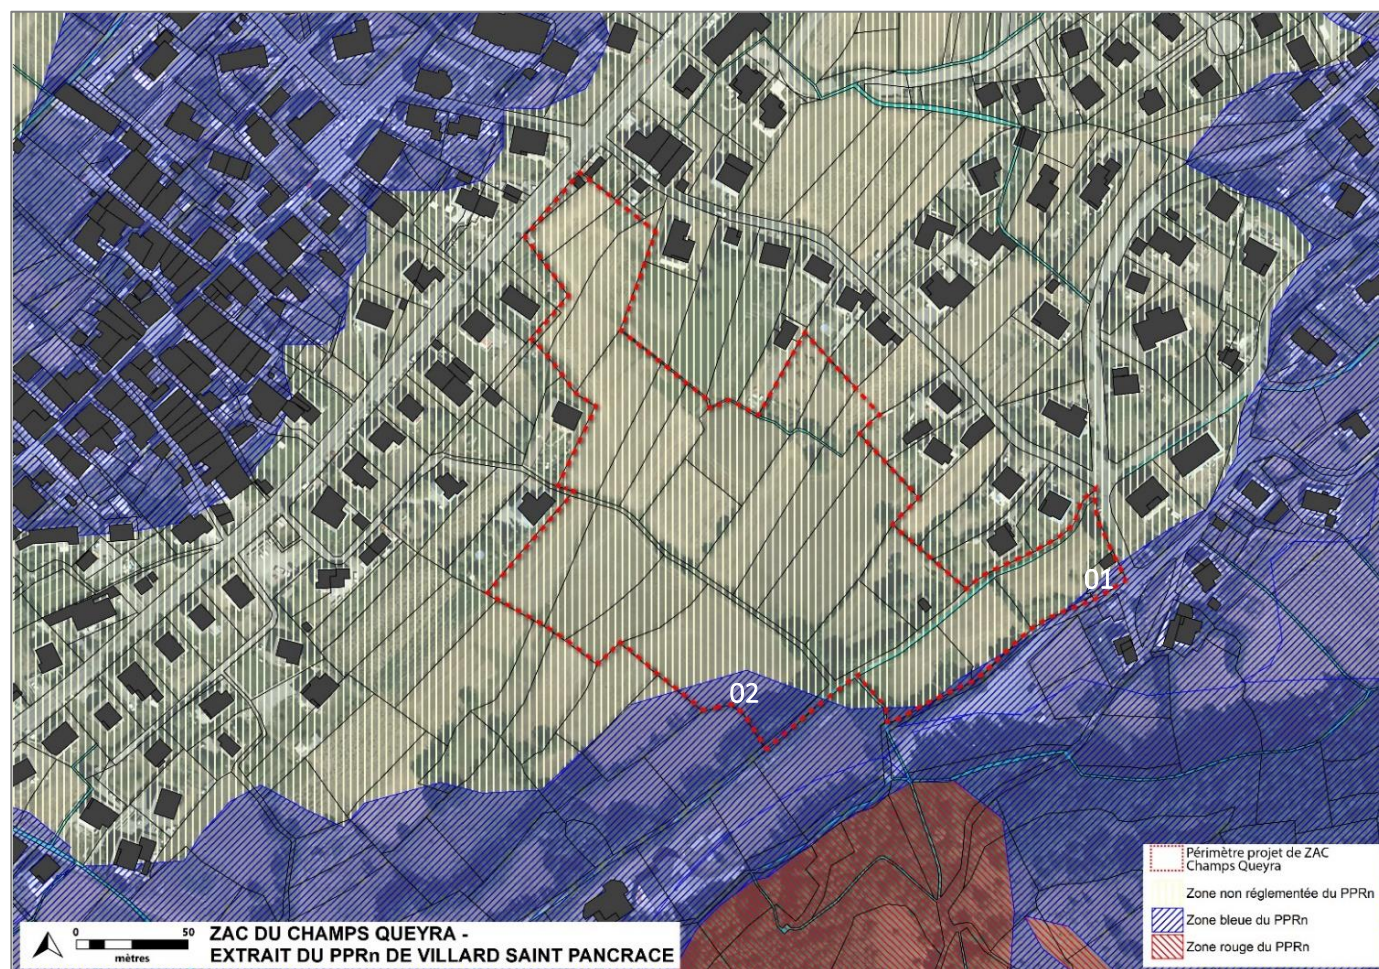 01
02
Périmètre projet de ZAC
Champs Queyra
Zone non réglementée du PPRn
Zone bleue du PPRn
Zone rouge du PPRn
0 50
mètres
ZAC DU CHAMPS QUEYRA -
EXTRAIT DU PPRn DE VILLARD SAINT PANCRACE